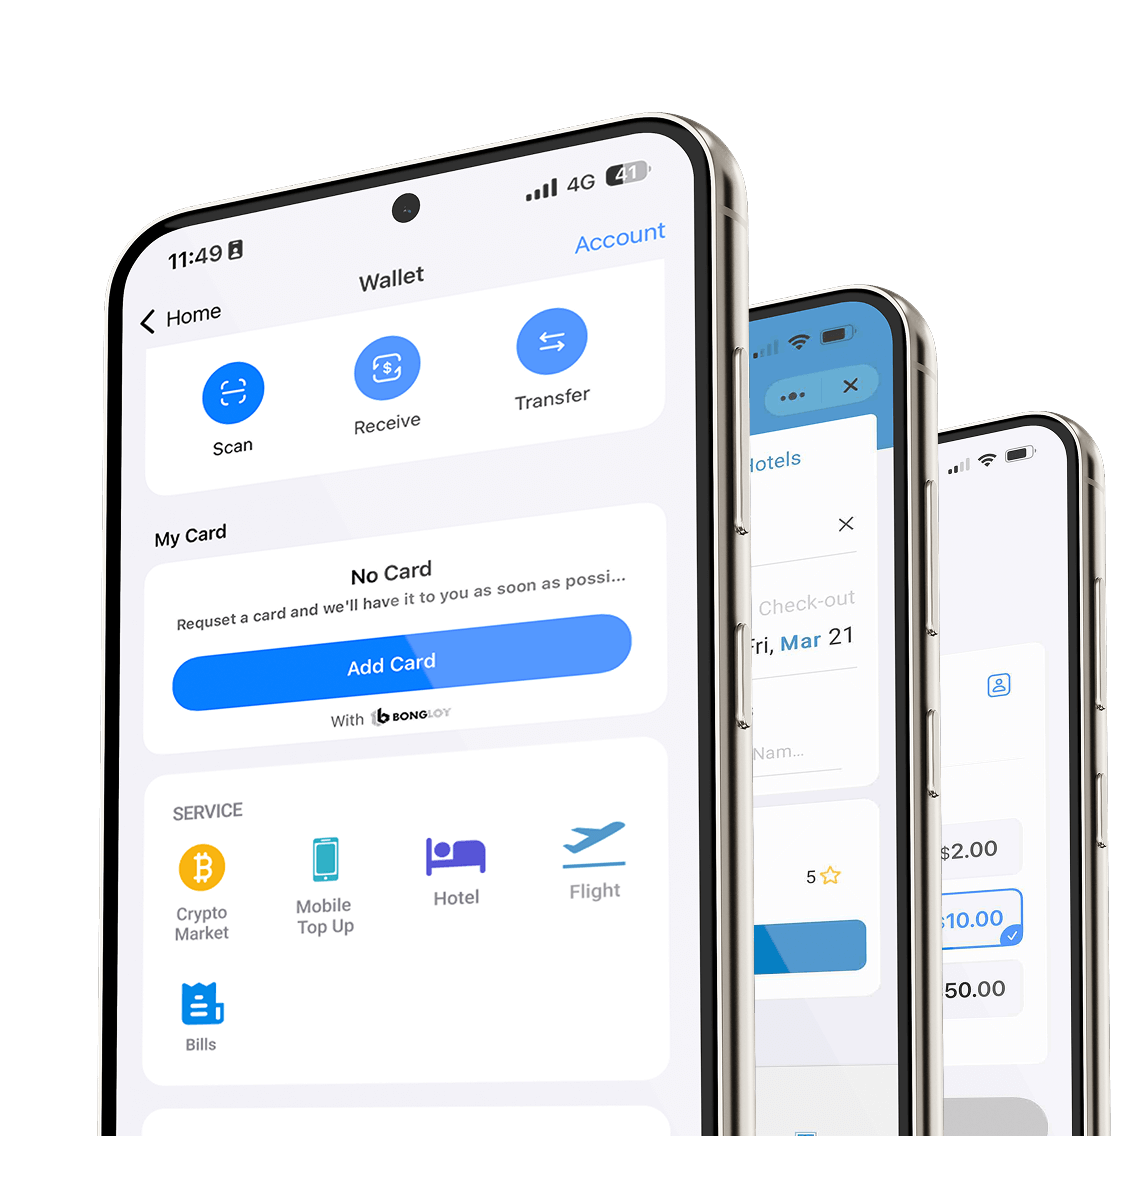 11:49
4G 41
Account
Wallet
Home
Scan
Receive
Transfer
My Card
No Card
Requset a card and we'll have it to you as soon as possi...
Add Card
With BONGLOY
SERVICE
Crypto
Market
Mobile
Top Up
Hotel
Flight
Bills
Hotels
Check-out
Fri, Mar 21
Nam...
5
$2.00
$10.00
50.00